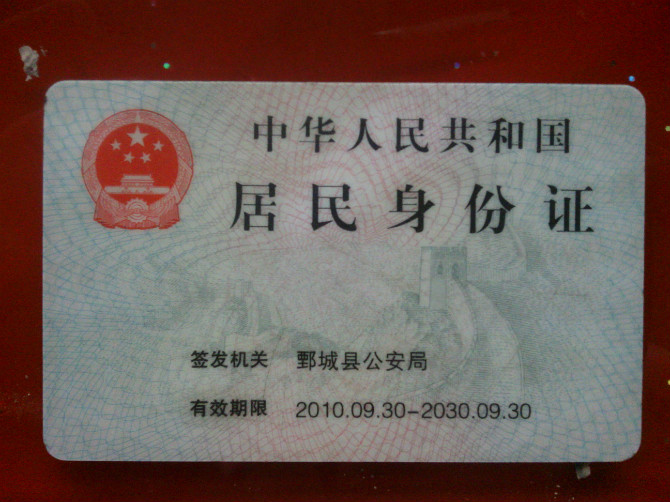 中华人民共和国
居民身份证
签发机关 鄄城县公安局
有效期限 2010.09.30-2030.09.30